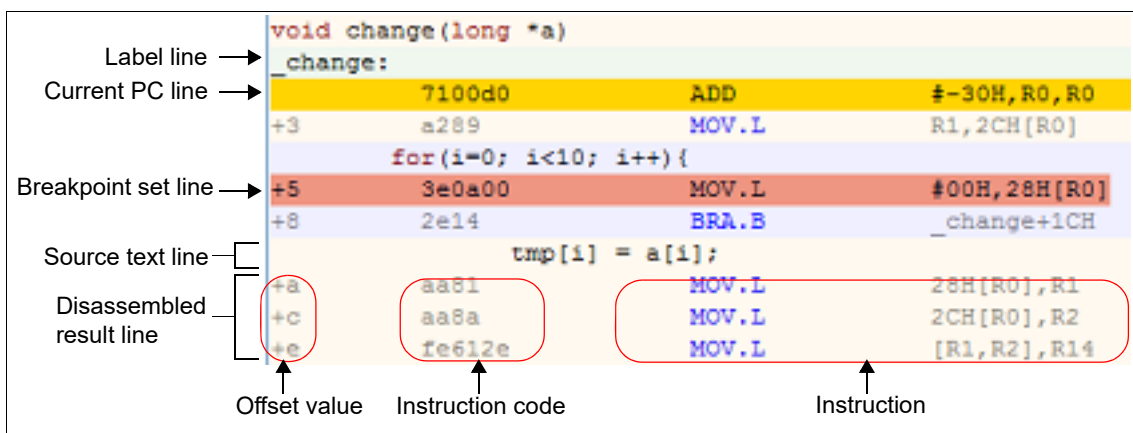 void change(long *a)
Label line
_change:
Current PC line
7100d0 ADD #-30H,R0,R0
+3 a289 MOV.L R1,2CH[R0]
for(i=0; i<10; i++){
Breakpoint set line
+5 3e0a00 MOV.L #00H,28H[R0]
+8 2e14 BRA.B _change+1CH
Source text line
tmp[i] = a[i];
Disassembled
result line
+a aa81 MOV.L 28H[R0],R1
+c aa8a MOV.L 2CH[R0],R2
+e fe612e MOV.L [R1,R2],R14
Offset value
Instruction code
Instruction